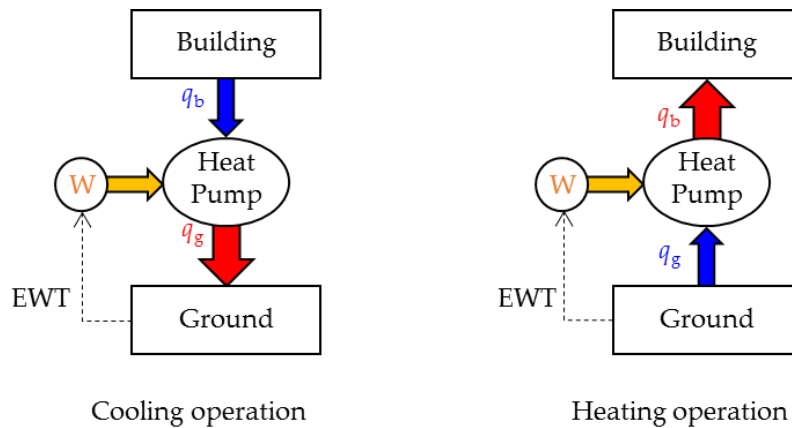 Building
q_b
Heat
Pump
W
q_g
EWT
Ground
Cooling operation
Building
q_b
Heat
Pump
W
q_g
EWT
Ground
Heating operation